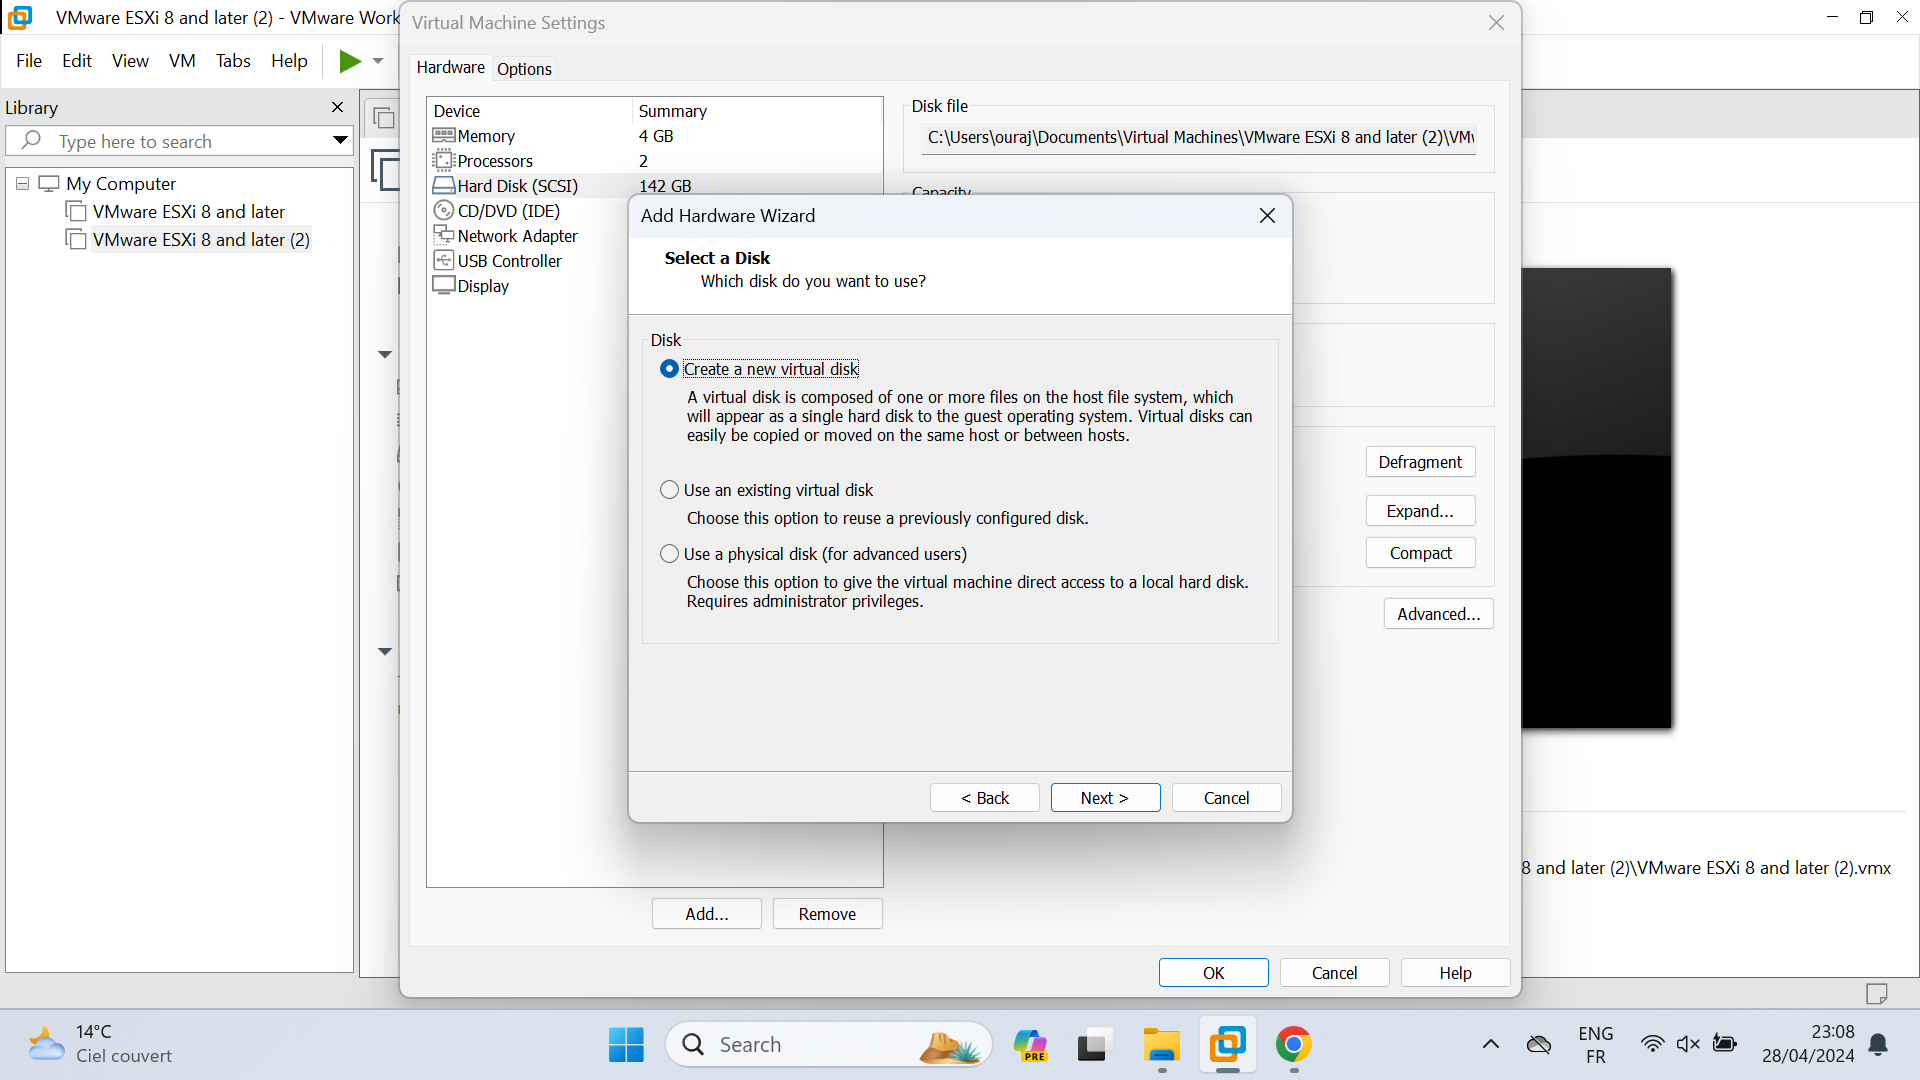 VMware ESXi 8 and later (2) - VMware Work
File Edit View VM Tabs Help
Library
Type here to search
My Computer
VMware ESXi 8 and later
VMware ESXi 8 and later (2)
Virtual Machine Settings
Hardware Options
Device Summary
Memory 4 GB
Processors 2
Hard Disk (SCSI) 142 GB
CD/DVD (IDE)
Network Adapter
USB Controller
Display
Disk file
C:\Users\ouraj\Documents\Virtual Machines\VMware ESXi 8 and later (2)\VM
Capacity
Defragment
Expand...
Compact
Advanced...
Add Hardware Wizard
Select a Disk
Which disk do you want to use?
Disk
Create a new virtual disk
A virtual disk is composed of one or more files on the host file system, which
will appear as a single hard disk to the guest operating system. Virtual disks can
easily be copied or moved on the same host or between hosts.
Use an existing virtual disk
Choose this option to reuse a previously configured disk.
Use a physical disk (for advanced users)
Choose this option to give the virtual machine direct access to a local hard disk.
Requires administrator privileges.
< Back Next > Cancel
8 and later (2)\VMware ESXi 8 and later (2).vmx
Add... Remove
OK Cancel Help
14°C
Ciel couvert
Search
PRE
ENG
FR
23:08
28/04/2024